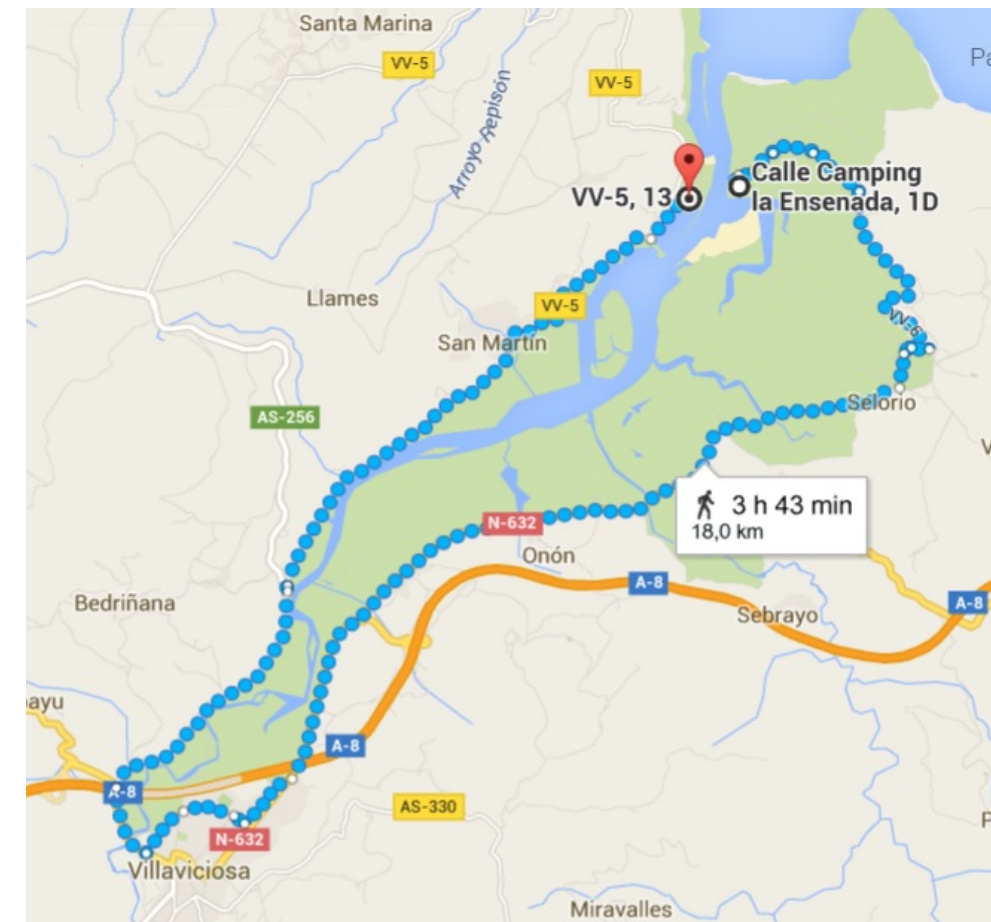 Santa Marina
VV-5
VV-5
Pa
Arroyo Repisón
Calle Camping
la Ensenada, 1D
VV-5, 13
Llames
VV-5
VV-6
San Martín
AS-256
Selorio
V
3 h 43 min
18,0 km
N-632
Onón
A-8
A-8
Bedriñana
Sebrayo
ayu
A-8
A-8
AS-330
P
N-632
Villaviciosa
Miravalles